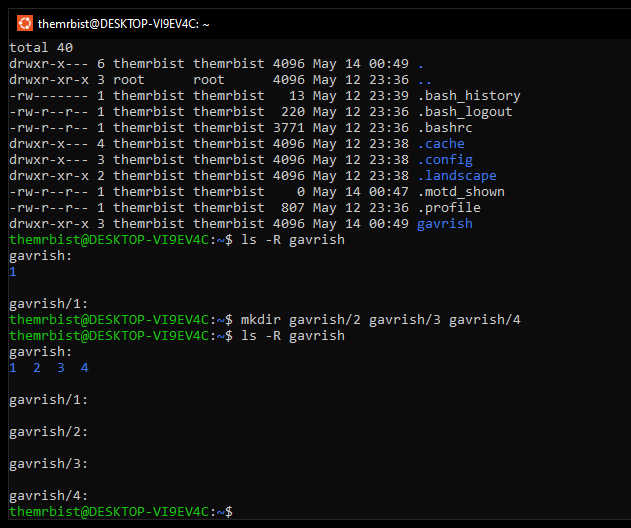 themrbist@DESKTOP-VI9EV4C: ~
total 40
drwxr-x--- 6 themrbist themrbist 4096 May 14 00:49 .
drwxr-xr-x 3 root      root      4096 May 12 23:36 ..
-rw------- 1 themrbist themrbist   13 May 12 23:39 .bash_history
-rw-r--r-- 1 themrbist themrbist  220 May 12 23:36 .bash_logout
-rw-r--r-- 1 themrbist themrbist 3771 May 12 23:36 .bashrc
drwxr-x--- 4 themrbist themrbist 4096 May 12 23:38 .cache
drwxr-x--- 3 themrbist themrbist 4096 May 12 23:38 .config
drwxr-xr-x 2 themrbist themrbist 4096 May 12 23:38 .landscape
-rw-r--r-- 1 themrbist themrbist    0 May 14 00:47 .motd_shown
-rw-r--r-- 1 themrbist themrbist  807 May 12 23:36 .profile
drwxr-xr-x 3 themrbist themrbist 4096 May 14 00:49 gavrish
themrbist@DESKTOP-VI9EV4C:~$ ls -R gavrish
gavrish:
1
gavrish/1:
themrbist@DESKTOP-VI9EV4C:~$ mkdir gavrish/2 gavrish/3 gavrish/4
themrbist@DESKTOP-VI9EV4C:~$ ls -R gavrish
gavrish:
1  2  3  4
gavrish/1:
gavrish/2:
gavrish/3:
gavrish/4:
themrbist@DESKTOP-VI9EV4C:~$